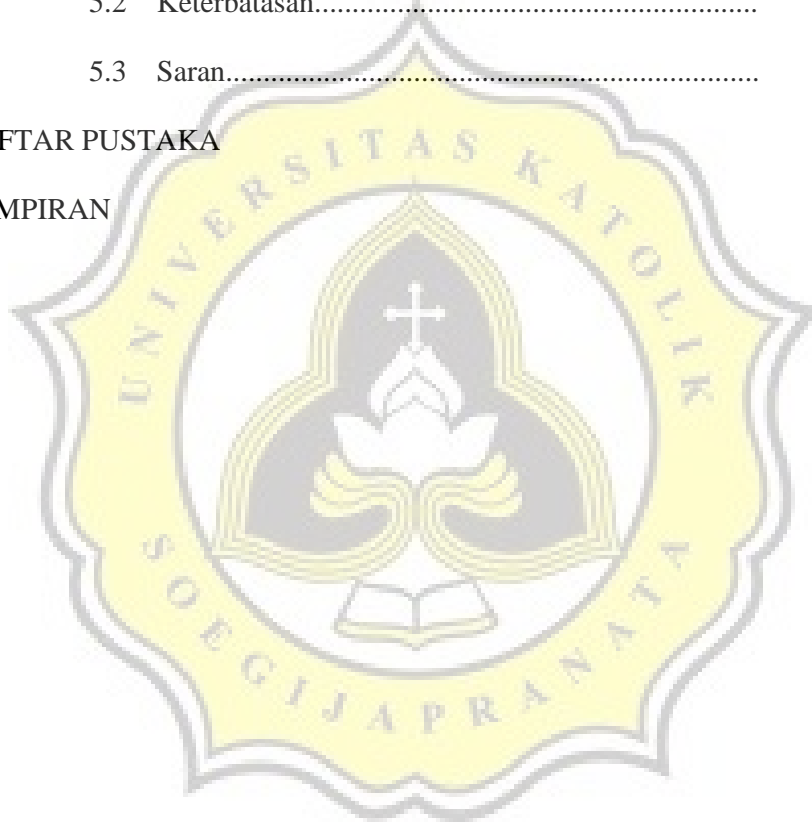 5.2 Keterbatasan...........................................................
5.3 Saran.......................................................................
FTAR PUSTAKA
MPIRAN
UNIVERSITAS KATOLIK
SOEGIJAPRANATA